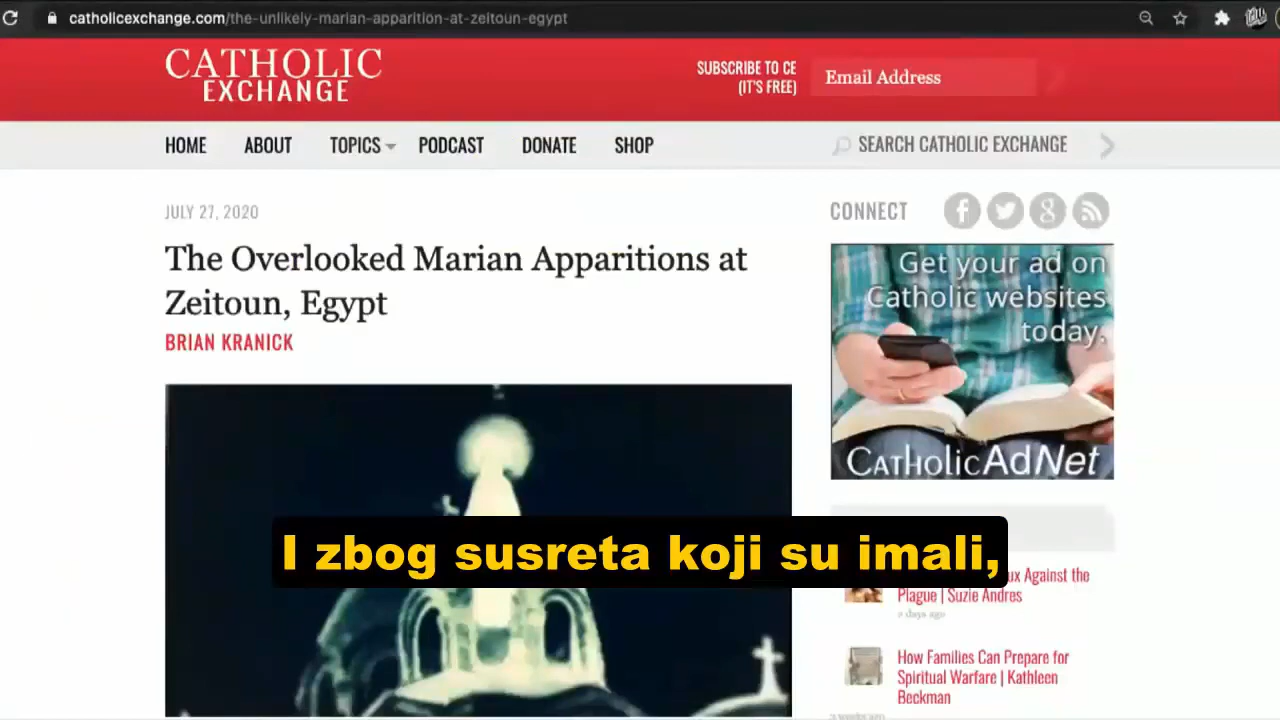 catholicexchange.com/the-unlikely-marian-apparition-at-zeitoun-egypt
CATHOLIC
EXCHANGE
SUBSCRIBE TO CE
(IT'S FREE)
Email Address
HOME
ABOUT
TOPICS
PODCAST
DONATE
SHOP
SEARCH CATHOLIC EXCHANGE
JULY 27, 2020
The Overlooked Marian Apparitions at
Zeitoun, Egypt
BRIAN KRANICK
CONNECT
Get your ad on
Catholic websites
today.
CATHOLICADNET
I zbog susreta koji su imali,
Against the
Plague | Suzie Andres
2 days ago
How Families Can Prepare for
Spiritual Warfare | Kathleen
Beckman